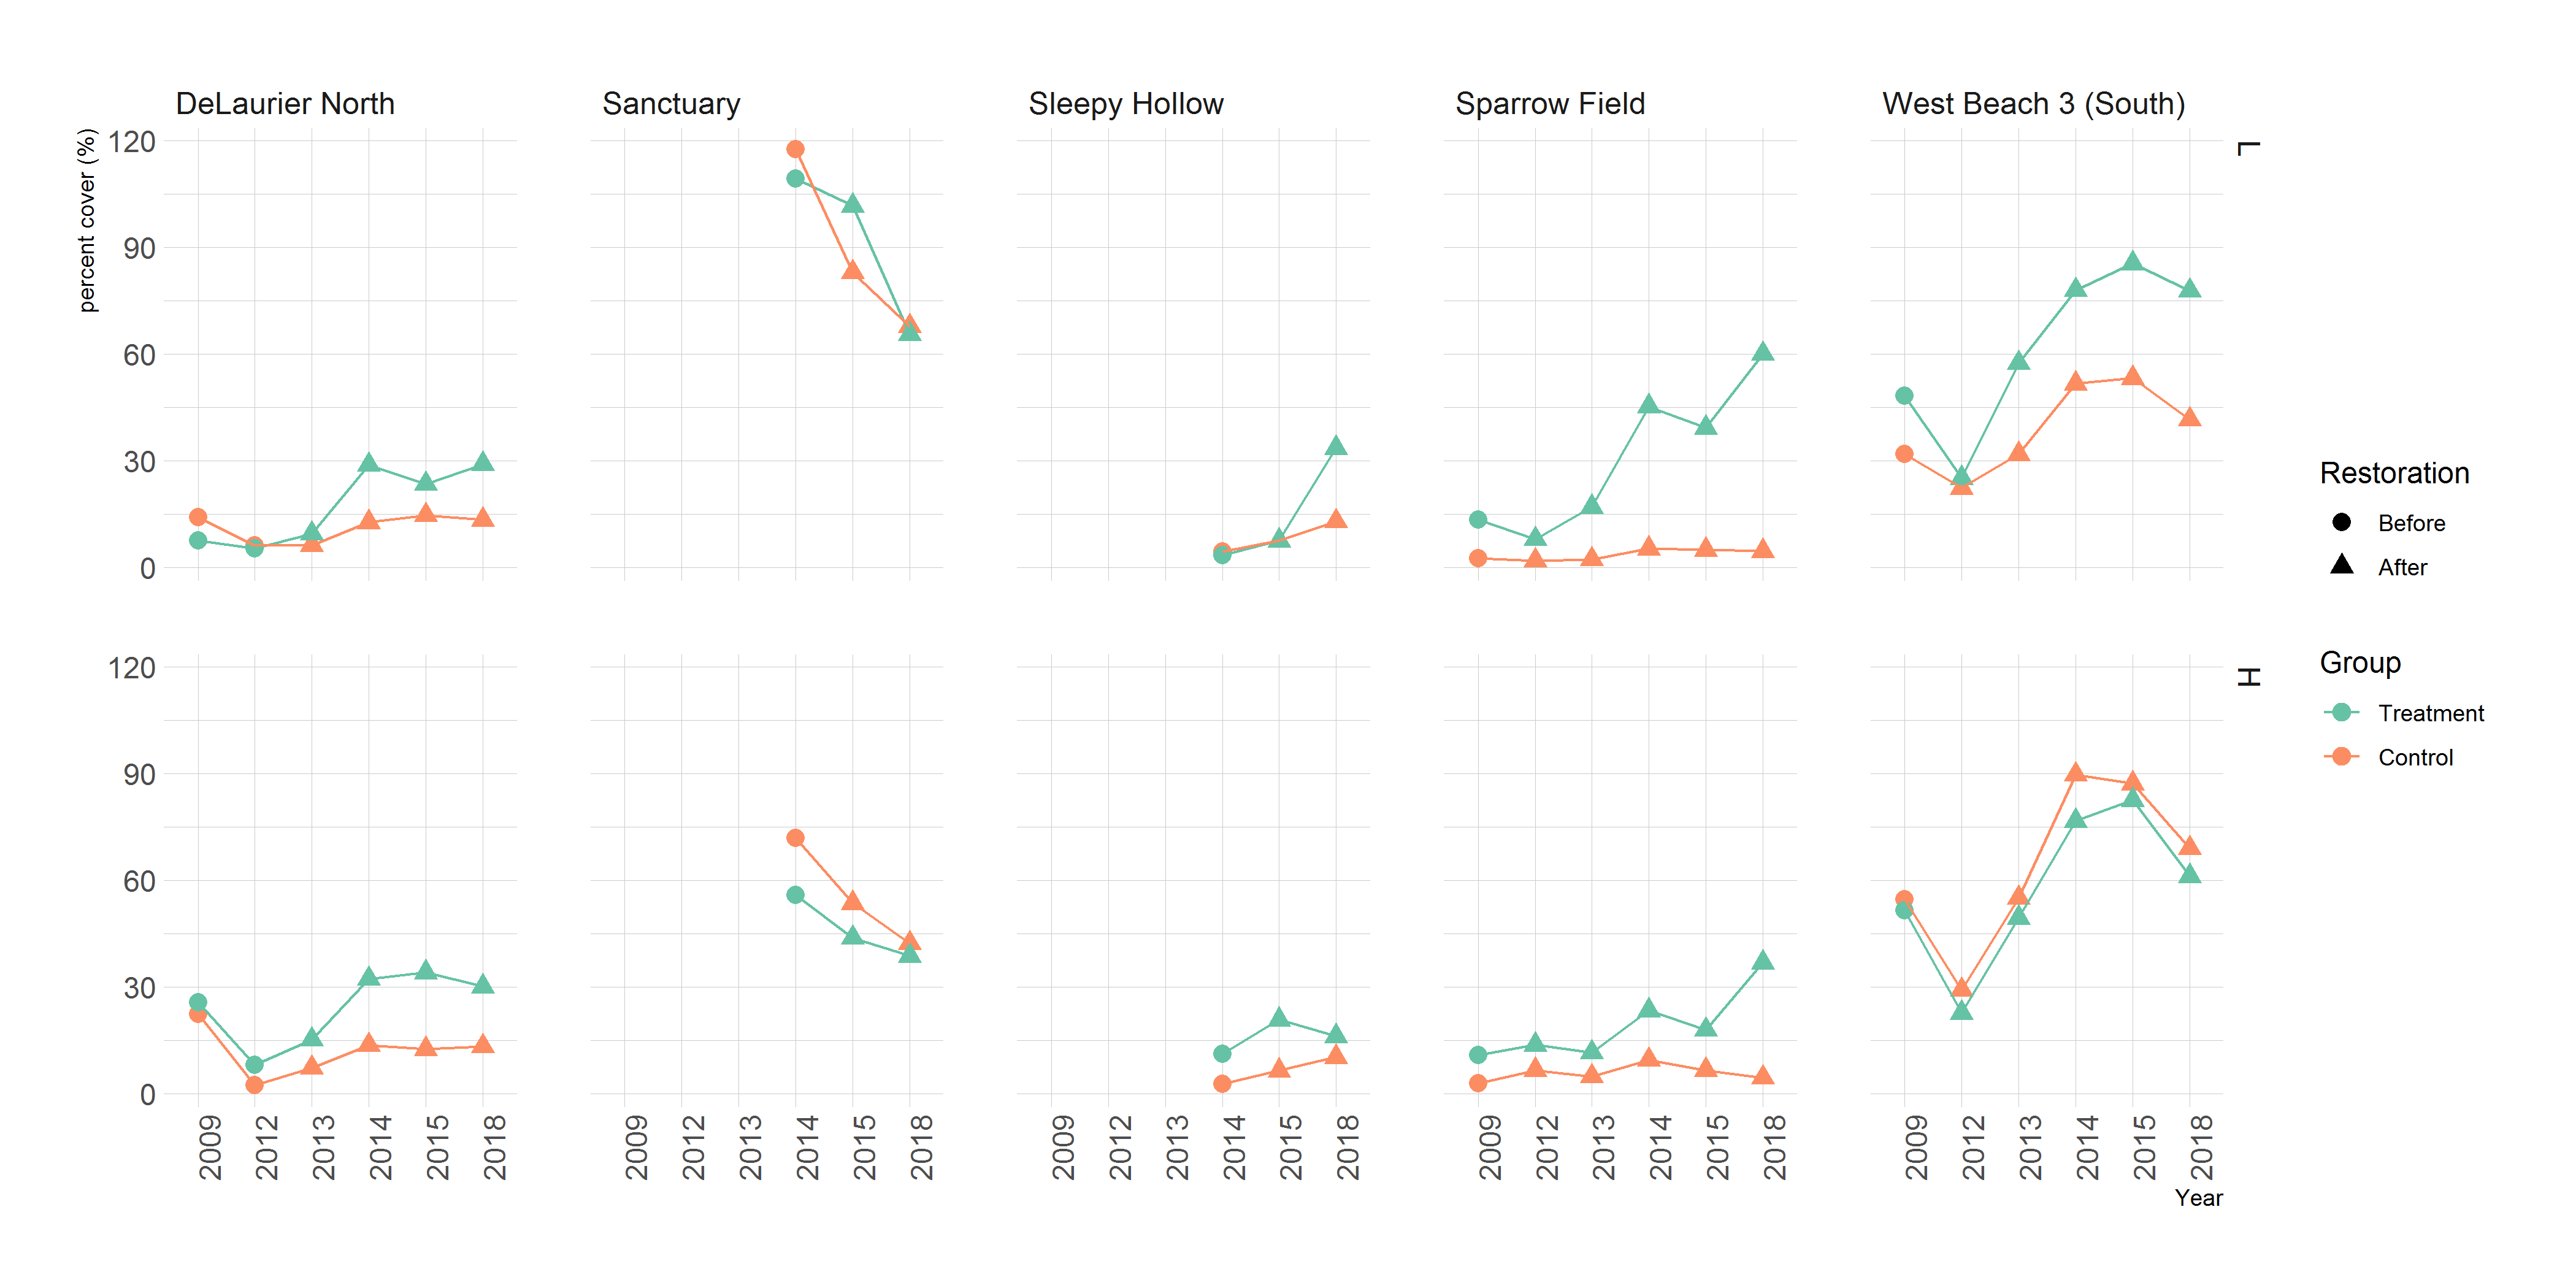 DeLaurier North
Sanctuary
Sleepy Hollow
Sparrow Field
West Beach 3 (South)
percent cover (%)
120
90
60
30
0
L
120
90
60
30
0
H
2009 2012 2013 2014 2015 2018
2009 2012 2013 2014 2015 2018
2009 2012 2013 2014 2015 2018
2009 2012 2013 2014 2015 2018
2009 2012 2013 2014 2015 2018
Year
Restoration
Before
After
Group
Treatment
Control